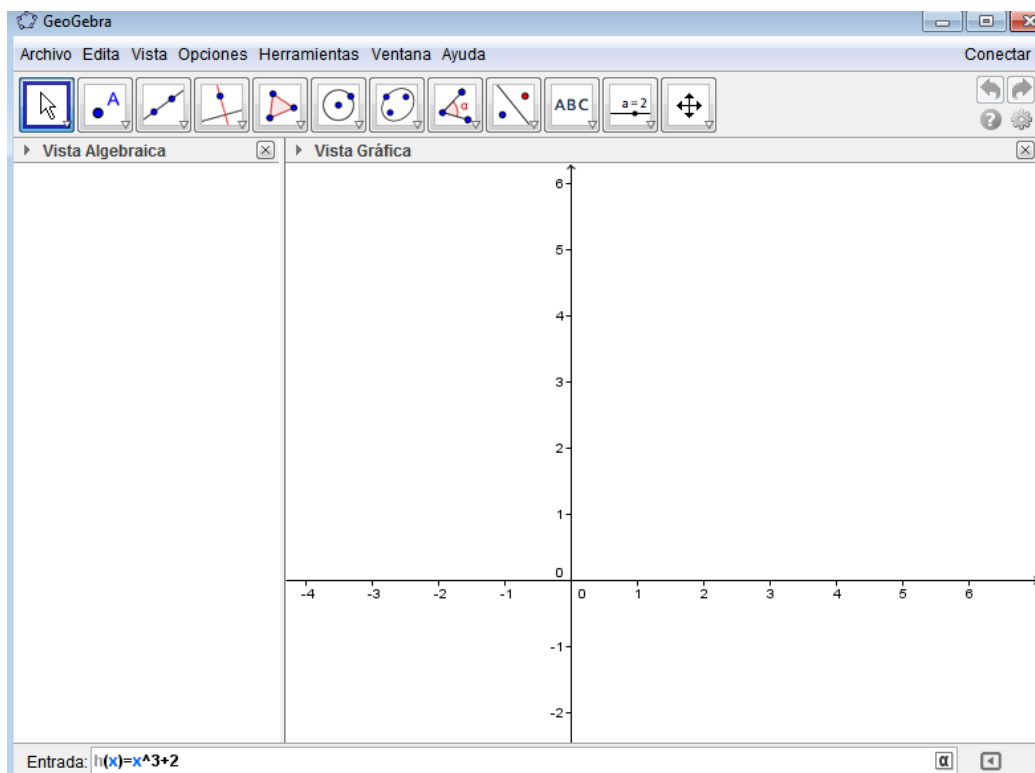 GeoGebra
Archivo Edita Vista Opciones Herramientas Ventana Ayuda Conectar
A α ABC a=2
Vista Algebraica Vista Gráfica
6
5
4
3
2
1
0
-4 -3 -2 -1 0 1 2 3 4 5 6
-1
-2
Entrada: h(x)=x^3+2 α